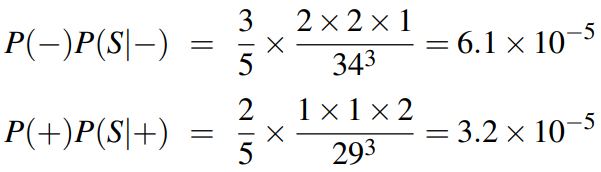 P(−)P(S|−) = 3/5 × 2 × 2 × 1/34³ = 6.1 × 10⁻⁵
P(+)P(S|+) = 2/5 × 1 × 1 × 2/29³ = 3.2 × 10⁻⁵